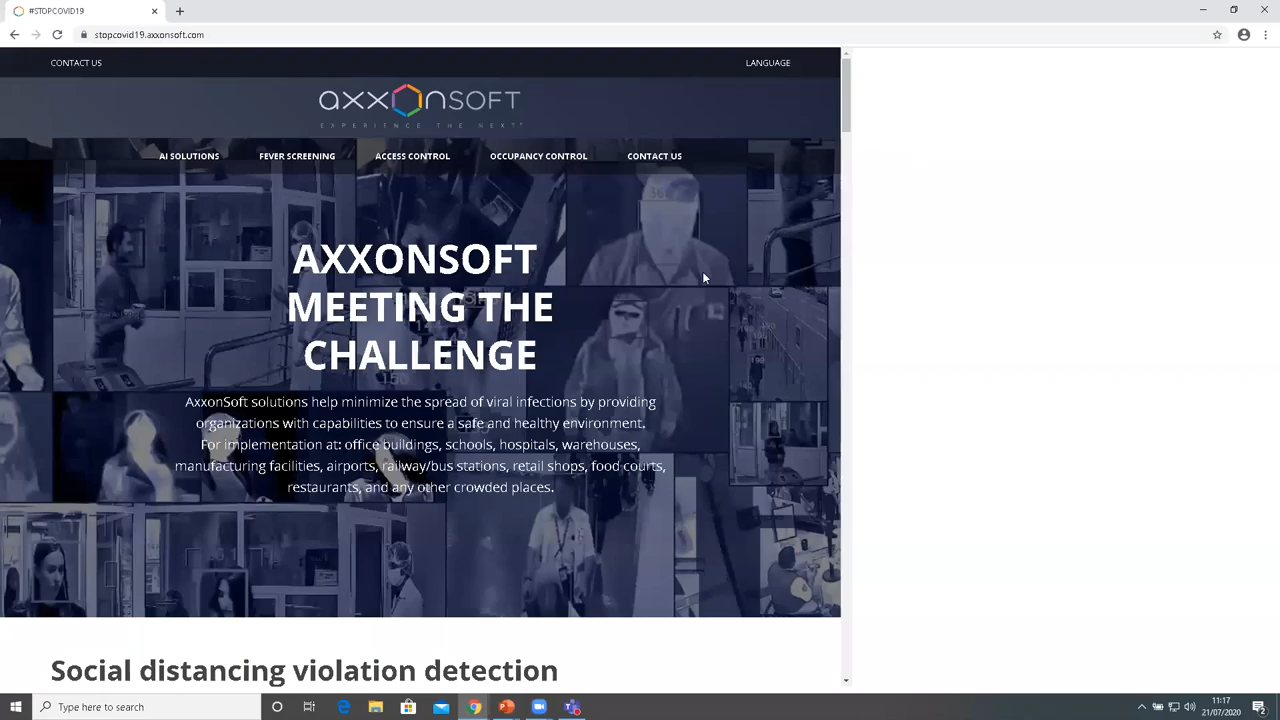 #STOPCOVID19
stopcovid19.axxonsoft.com
CONTACT US
LANGUAGE
axxonsoft
EXPERIENCE THE NEXT
AI SOLUTIONS
FEVER SCREENING
ACCESS CONTROL
OCCUPANCY CONTROL
CONTACT US
AXXONSOFT
MEETING THE
CHALLENGE
AxxonSoft solutions help minimize the spread of viral infections by providing
organizations with capabilities to ensure a safe and healthy environment.
For implementation at office buildings, schools, hospitals, warehouses,
manufacturing facilities, airports, railway/bus stations, retail shops, food courts,
restaurants, and any other crowded places.
Social distancing violation detection
Type here to search
11:17
21/07/2020
2